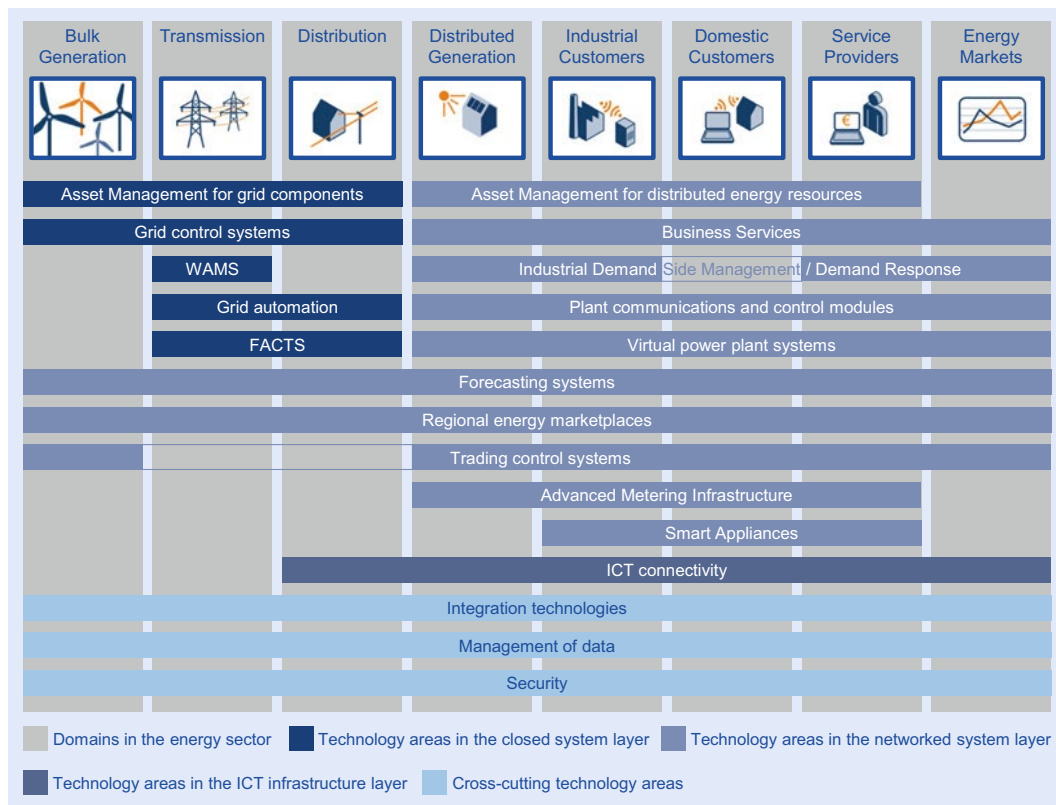 Bulk Generation
Transmission
Distribution
Distributed Generation
Industrial Customers
Domestic Customers
Service Providers
Energy Markets
€
Asset Management for grid components
Asset Management for distributed energy resources
Grid control systems
Business Services
WAMS
Industrial Demand Side Management / Demand Response
Grid automation
Plant communications and control modules
FACTS
Virtual power plant systems
Forecasting systems
Regional energy marketplaces
Trading control systems
Advanced Metering Infrastructure
Smart Appliances
ICT connectivity
Integration technologies
Management of data
Security
Domains in the energy sector
Technology areas in the closed system layer
Technology areas in the networked system layer
Technology areas in the ICT infrastructure layer
Cross-cutting technology areas